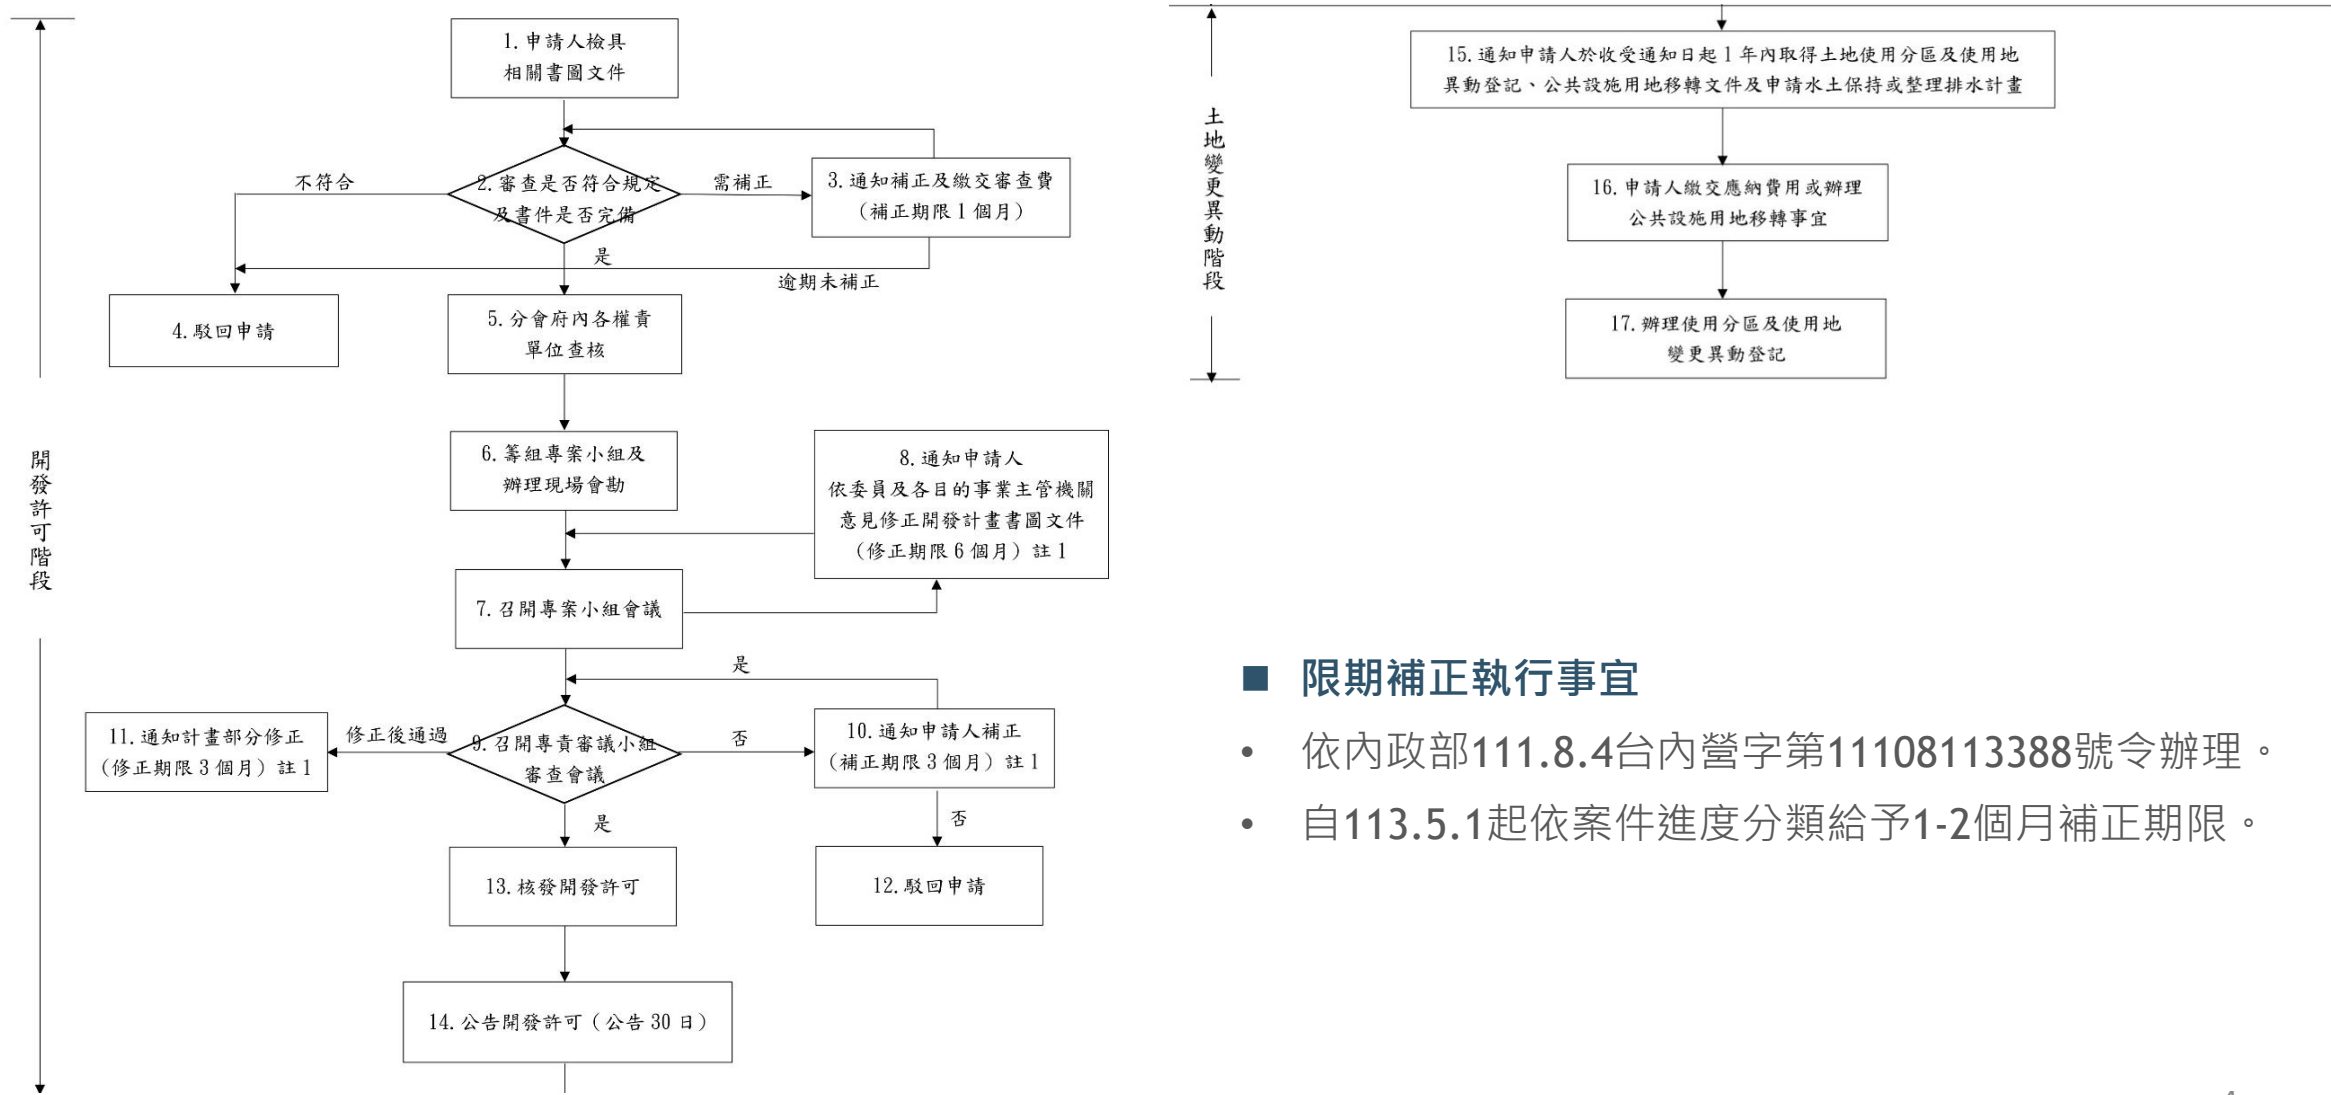 1.申請人檢具
相關書圖文件
2.審查是否符合規定
及書件是否完備
不符合
需補正
3.通知補正及繳交審查費
（補正期限1個月）
是
逾期未補正
4.駁回申請
5.分會府內各權責
單位查核
6.籌組專案小組及
辦理現場會勘
開發許可階段
8.通知申請人
依委員及各目的事業主管機關
意見修正開發計畫書圖文件
（修正期限6個月）註1
7.召開專案小組會議
是
11.通知計畫部分修正
（修正期限3個月）註1
修正後通過
9.召開專責審議小組
審查會議
否
10.通知申請人補正
（補正期限3個月）註1
是
否
13.核發開發許可
12.駁回申請
14.公告開發許可（公告30日）
15.通知申請人於收受通知日起1年內取得土地使用分區及使用地
異動登記、公共設施用地移轉文件及申請水土保持或整理排水計畫
土地變更異動階段
16.申請人繳交應納費用或辦理
公共設施用地移轉事宜
17.辦理使用分區及使用地
變更異動登記
■ 限期補正執行事宜
• 依內政部111.8.4台內營字第11108113388號令辦理。
• 自113.5.1起依案件進度分類給予1-2個月補正期限。